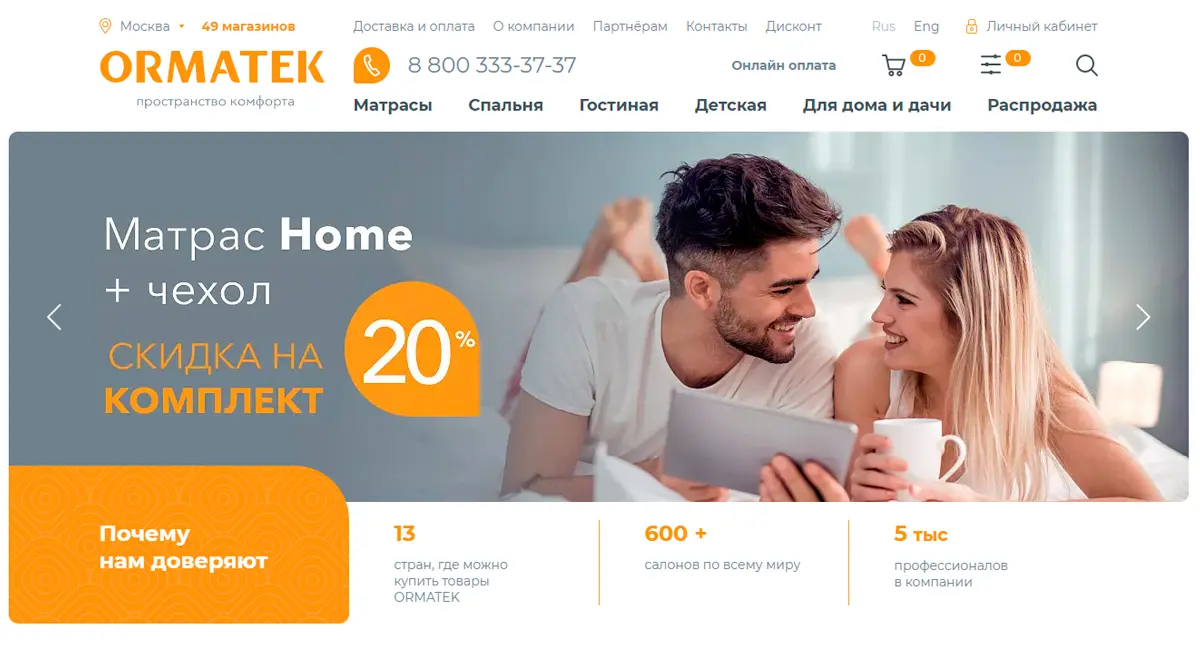 Москва
49 магазинов
Доставка и оплата
О компании
Партнёрам
Контакты
Дисконт
Rus
Eng
Личный кабинет
ORMATEK
пространство комфорта
8 800 333-37-37
Онлайн оплата
0
0
Матрасы
Спальня
Гостиная
Детская
Для дома и дачи
Распродажа
Матрас Home
+ чехол
СКИДКА НА
КОМПЛЕКТ
20%
Почему
нам доверяют
13
стран, где можно
купить товары
ORMATEK
600 +
салонов по всему миру
5 тыс
профессионалов
в компании